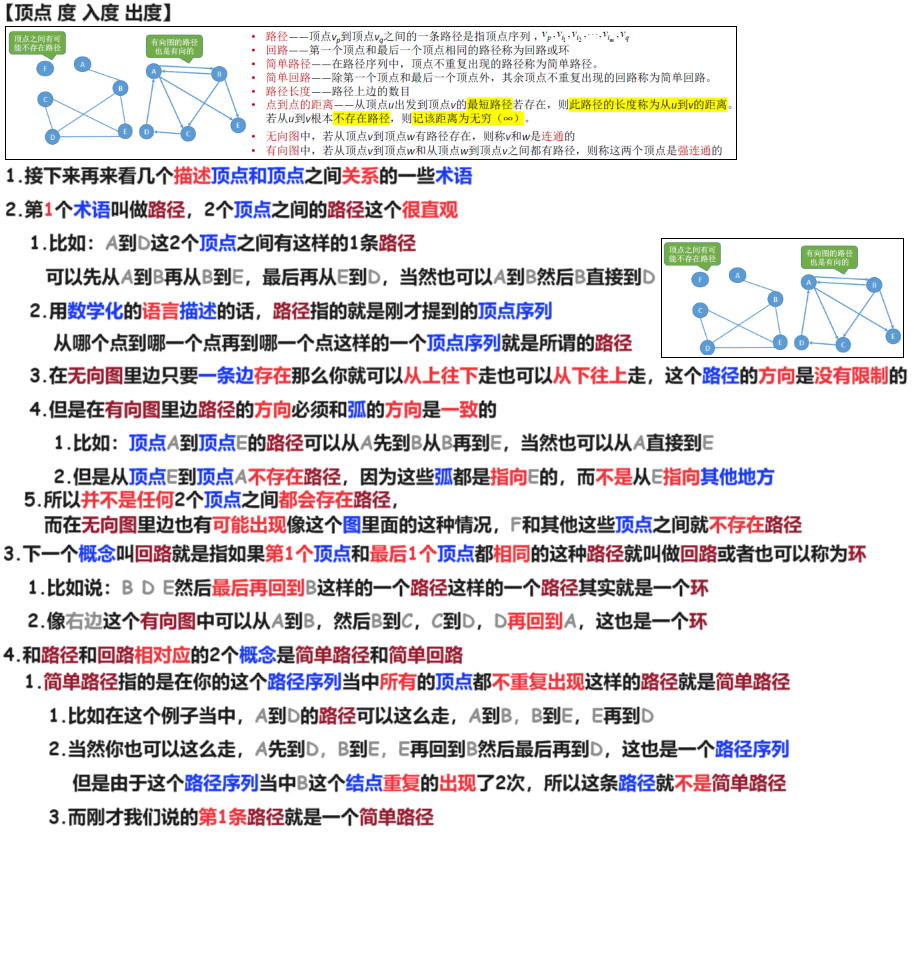 【顶点 度 入度 出度】
顶点之间有可
能不存在路径
有向图的路径
也是有向的
F
A
B
C
D
E
A
B
C
D
E
• 路径——顶点vp到顶点vq之间的一条路径是指顶点序列，vp,vi1,vi2,⋯,vim,vq
• 回路——第一个顶点和最后一个顶点相同的路径称为回路或环
• 简单路径——在路径序列中，顶点不重复出现的路径称为简单路径。
• 简单回路——除第一个顶点和最后一个顶点外，其余顶点不重复出现的回路称为简单回路。
• 路径长度——路径上边的数目
• 点到点的距离——从顶点u出发到顶点v的最短路径若存在，则此路径的长度称为从u到v的距离。
若从u到v根本不存在路径，则记该距离为无穷（∞）。
• 无向图中，若从顶点v到顶点w有路径存在，则称v和w是连通的
• 有向图中，若从顶点v到顶点w和从顶点w到顶点v之间都有路径，则称这两个顶点是强连通的
1.接下来再来看几个描述顶点和顶点之间关系的一些术语
2.第1个术语叫做路径，2个顶点之间的路径这个很直观
1.比如：A到D这2个顶点之间有这样的1条路径
可以先从A到B再从B到E，最后再从E到D，当然也可以A到B然后B直接到D
2.用数学化的语言描述的话，路径指的就是刚才提到的顶点序列
从哪个点到哪一个点再到哪一个点这样的一个顶点序列就是所谓的路径
顶点之间有可
能不存在路径
有向图的路径
也是有向的
F
A
B
C
D
E
A
B
C
D
E
3.在无向图里边只要一条边存在那么你就可以从上往下走也可以从下往上走，这个路径的方向是没有限制的
4.但是在有向图里边路径的方向必须和弧的方向是一致的
1.比如：顶点A到顶点E的路径可以从A先到B从B再到E，当然也可以从A直接到E
2.但是从顶点E到顶点A不存在路径，因为这些弧都是指向E的，而不是从E指向其他地方
5.所以并不是任何2个顶点之间都会存在路径，
而在无向图里边也有可能出现像这个图里面的这种情况，F和其他这些顶点之间就不存在路径
3.下一个概念叫回路就是指如果第1个顶点和最后1个顶点都相同的这种路径就叫做回路或者也可以称为环
1.比如说：B D E然后最后再回到B这样的一个路径这样的一个路径其实就是一个环
2.像右边这个有向图中可以从A到B，然后B到C，C到D，D再回到A，这也是一个环
4.和路径和回路相对应的2个概念是简单路径和简单回路
1.简单路径指的是在你的这个路径序列当中所有的顶点都不重复出现这样的路径就是简单路径
1.比如在这个例子当中，A到D的路径可以这么走，A到B，B到E，E再到D
2.当然你也可以这么走，A先到D，B到E，E再回到B然后最后再到D，这也是一个路径序列
但是由于这个路径序列当中B这个结点重复的出现了2次，所以这条路径就不是简单路径
3.而刚才我们说的第1条路径就是一个简单路径